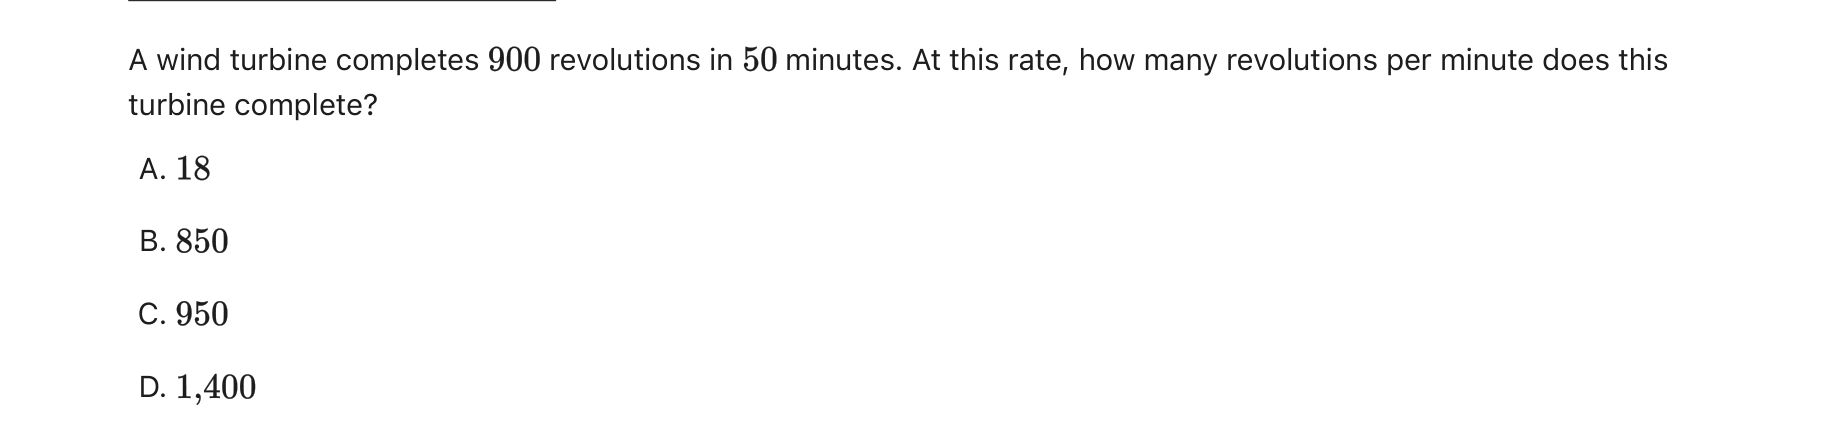 A wind turbine completes 900 revolutions in 50 minutes. At this rate, how many revolutions per minute does this
turbine complete?
A. 18
B. 850
C. 950
D. 1,400